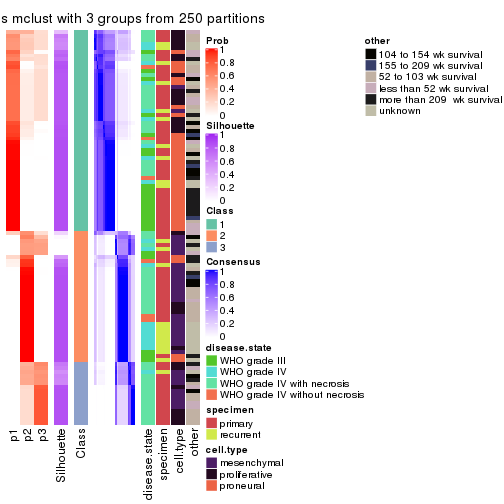 s mclust with 3 groups from 250 partitions
Prob
1
0.8
0.6
0.4
0.2
0
Silhouette
1
0.8
0.6
0.4
0.2
0
Class
1
2
3
Consensus
1
0.8
0.6
0.4
0.2
0
disease.state
WHO grade III
WHO grade IV
WHO grade IV with necrosis
WHO grade IV without necrosis
specimen
primary
recurrent
cell.type
mesenchymal
proliferative
proneural
other
104 to 154 wk survival
155 to 209 wk survival
52 to 103 wk survival
less than 52 wk survival
more than 209  wk survival
unknown
p1
p2
p3
Silhouette
Class
disease.state
specimen
cell.type
other